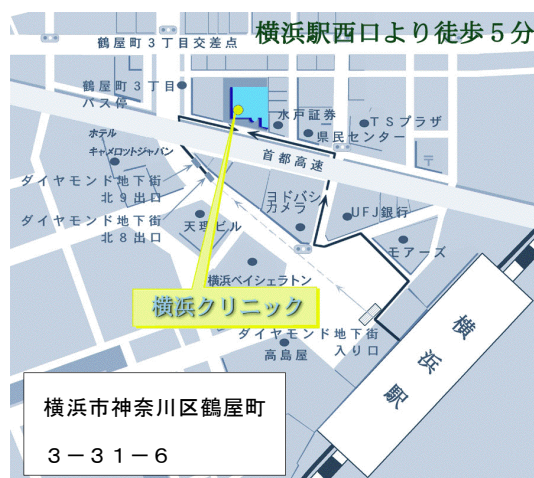 横浜駅西口より徒歩５分
鶴屋町３丁目交差点
鶴屋町３丁目
バス停
水戸証券
ＴＳプラザ
県民センター
ホテル
キャメロットジャパン
首都高速
ダイヤモンド地下街
北９出口
ヨドバシ
カメラ
ダイヤモンド地下街
北８出口
UFJ銀行
天理ビル
モアーズ
横浜ベイシェラトン
横浜クリニック
ダイヤモンド地下街
入り口
高島屋
横浜駅
横浜市神奈川区鶴屋町
３－３１－６